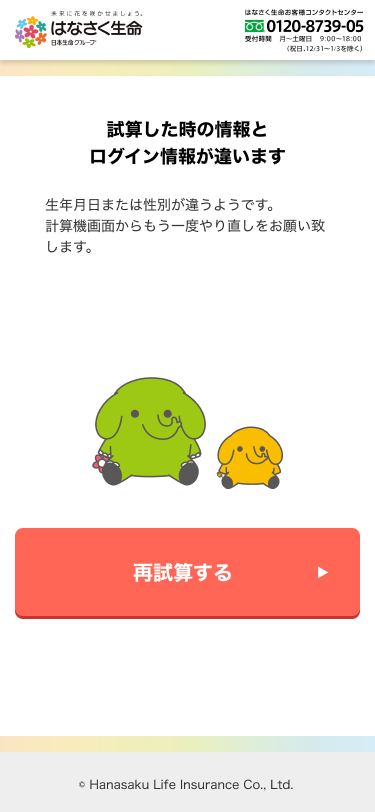 未来に花を咲かせましょう。
はなさく生命
日本生命グループ
はなさく生命お客様コンタクトセンター
0120-8739-05
受付時間 月〜土曜日 9:00〜18:00
(祝日、12/31〜1/3を除く)
試算した時の情報と
ログイン情報が違います
生年月日または性別が違うようです。
計算機画面からもう一度やり直しをお願い致
します。
再試算する
© Hanasaku Life Insurance Co., Ltd.